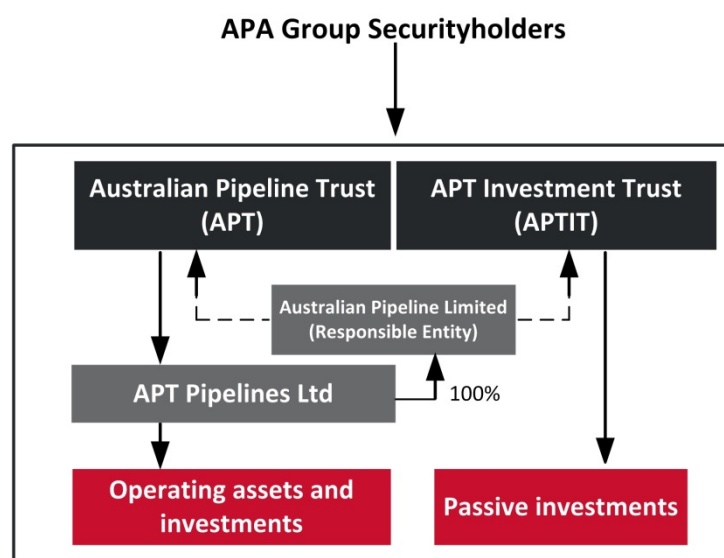 APA Group Securityholders
Australian Pipeline Trust
(APT)
APT Investment Trust
(APTIT)
Australian Pipeline Limited
(Responsible Entity)
APT Pipelines Ltd
100%
Operating assets and
investments
Passive investments